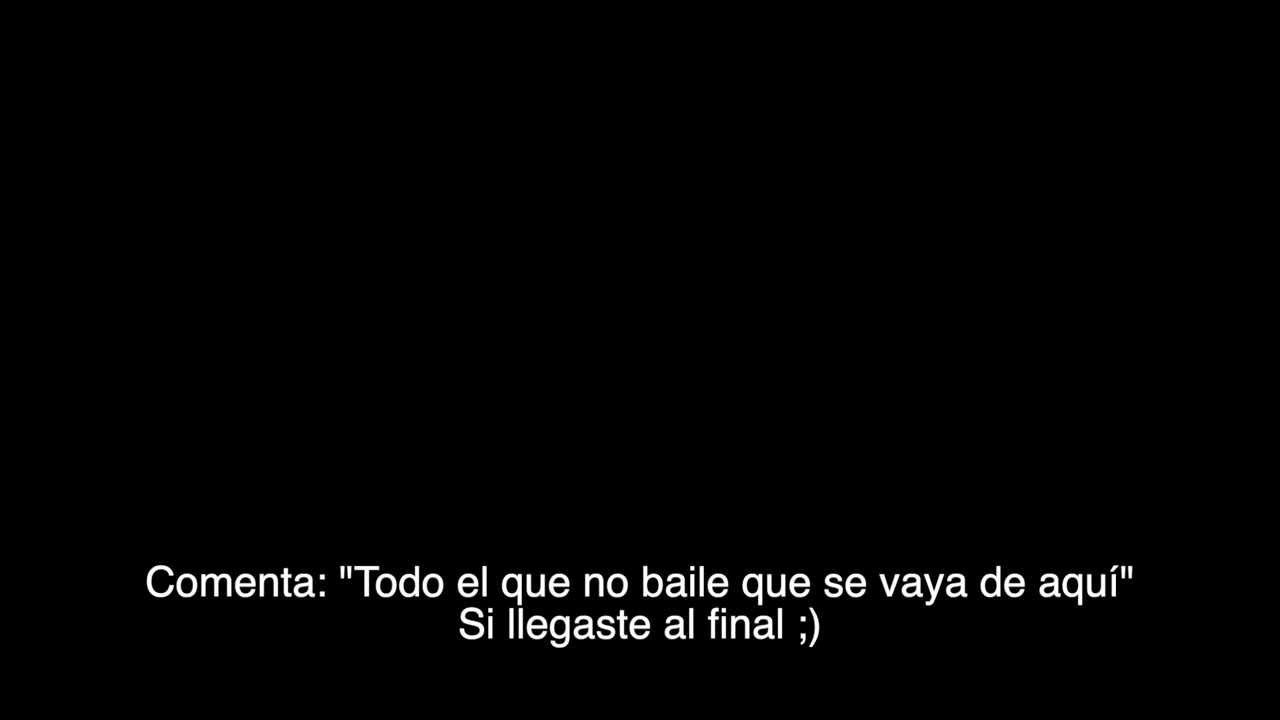 Comenta: "Todo el que no baile que se vaya de aquí"
Si llegaste al final ;)